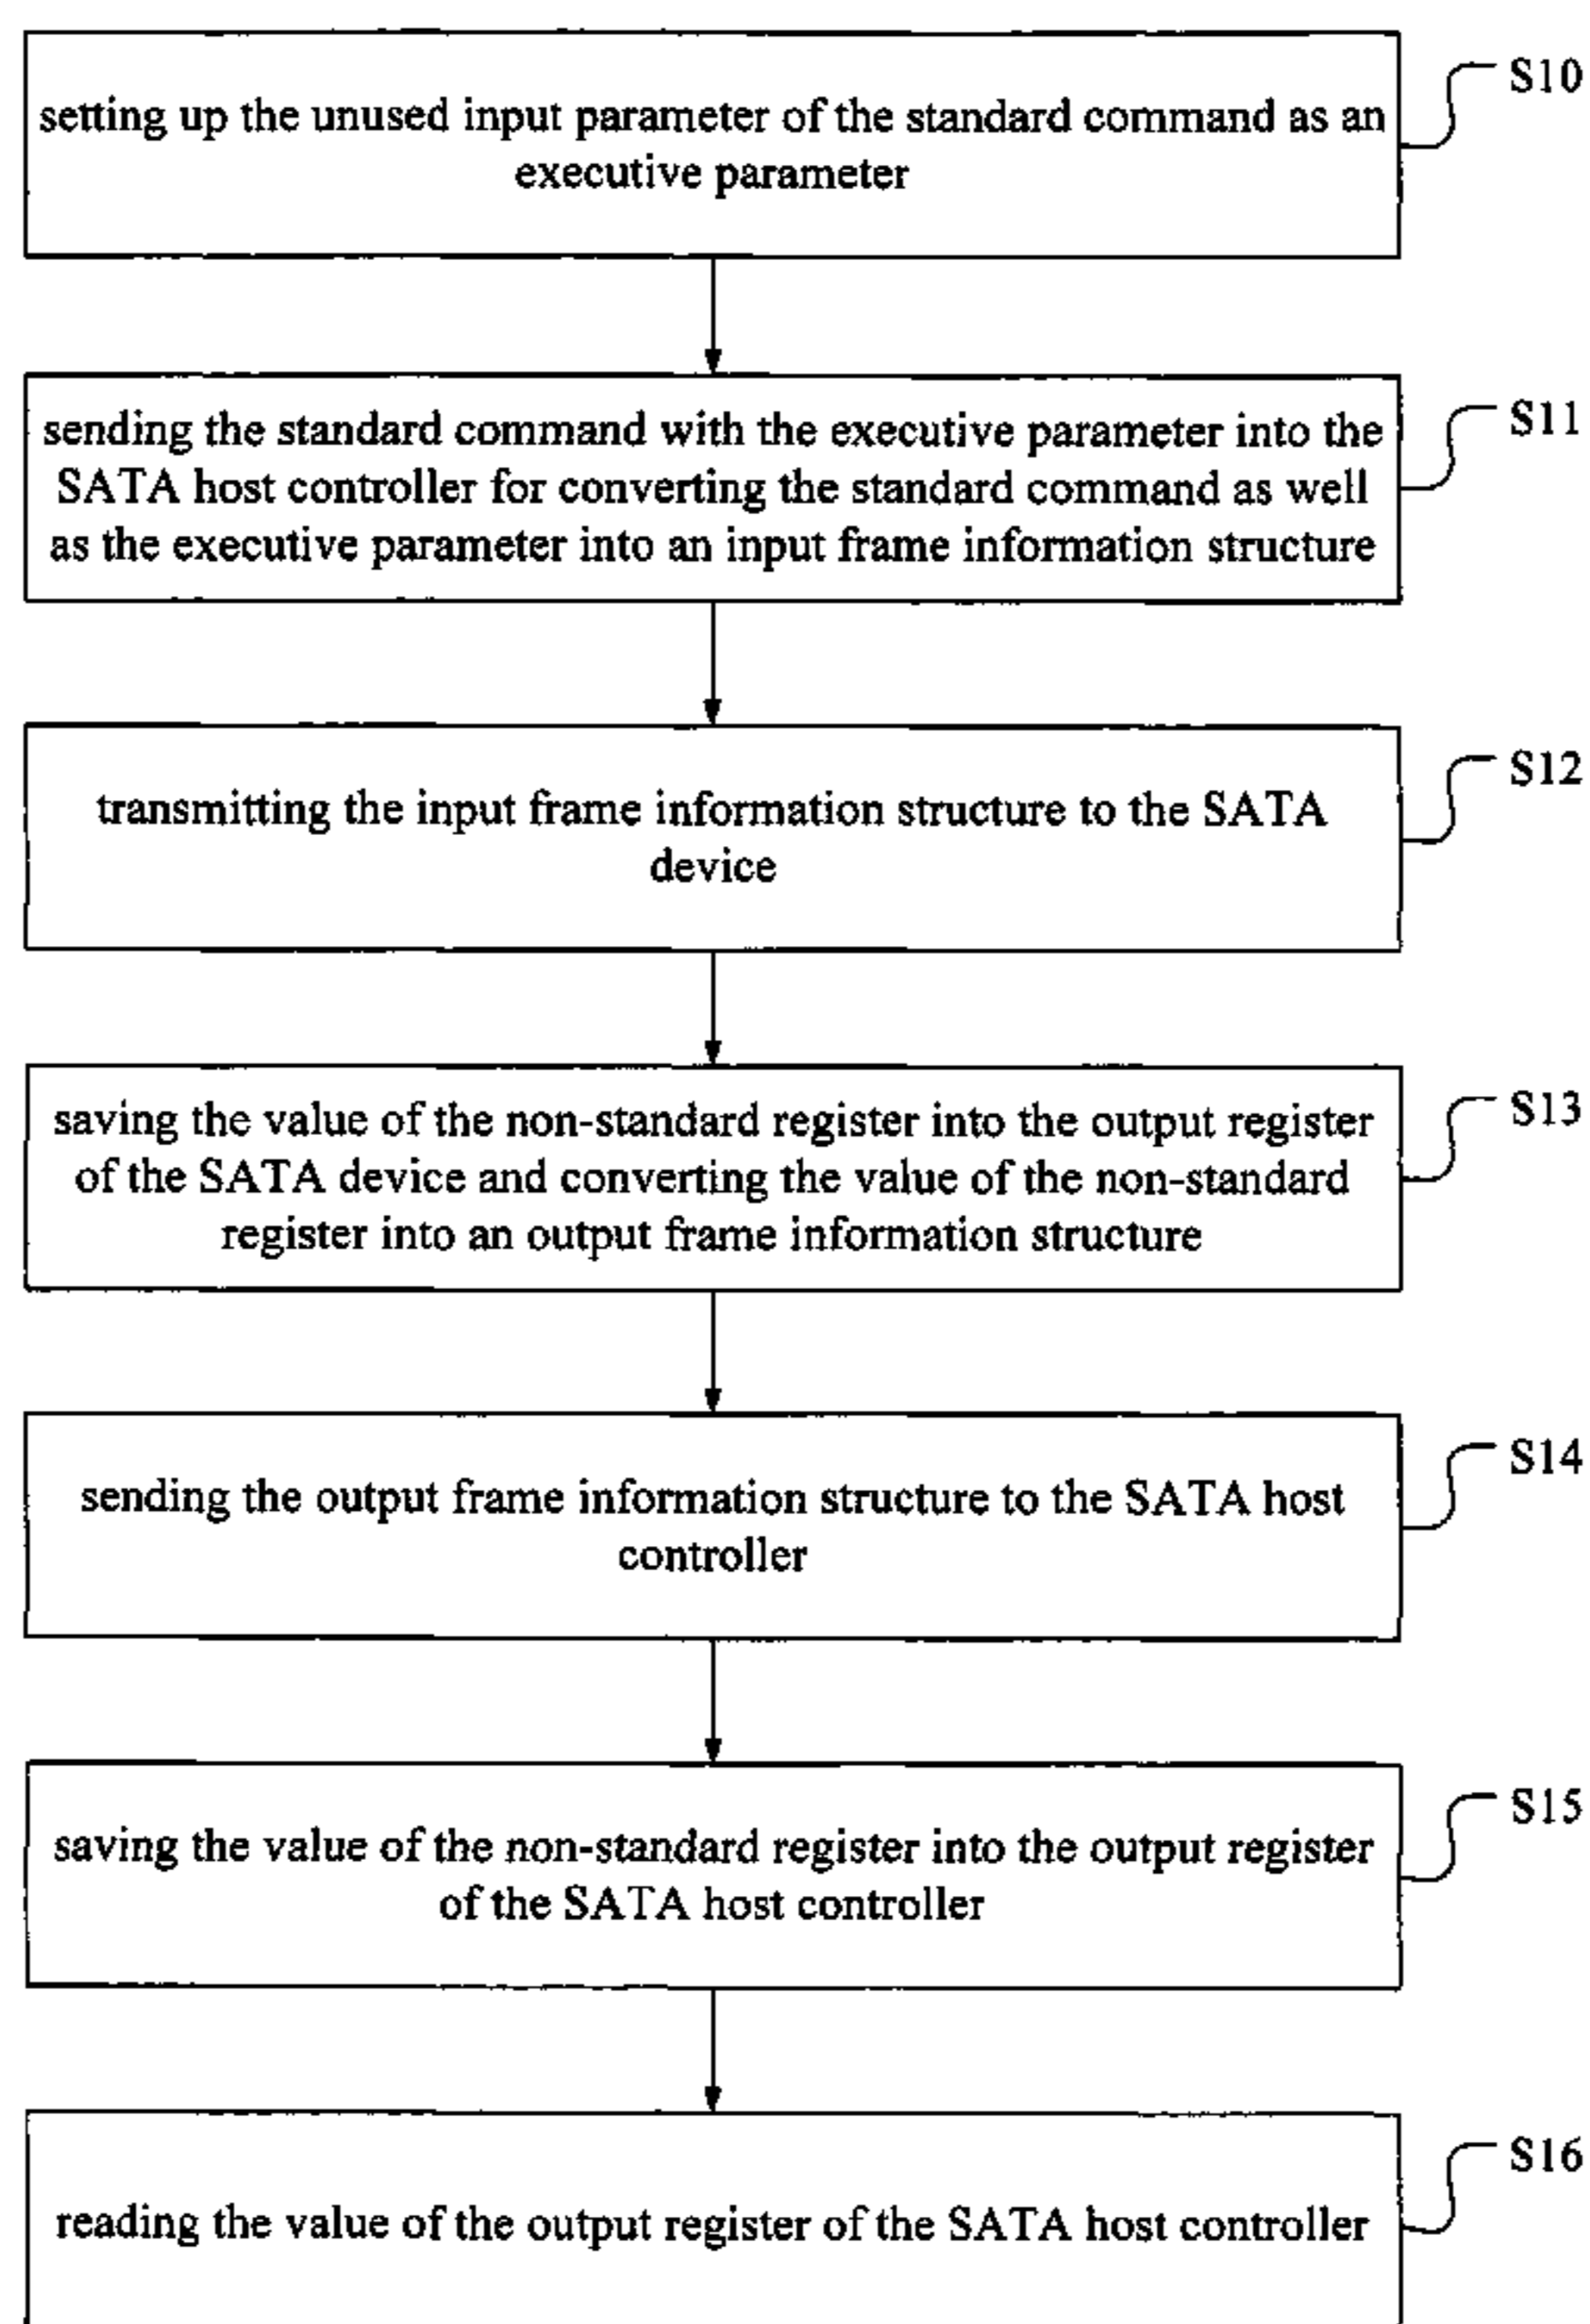 S10
setting up the unused input parameter of the standard command as an
executive parameter
S11
sending the standard command with the executive parameter into the
SATA host controller for converting the standard command as well
as the executive parameter into an input frame information structure
S12
transmitting the input frame information structure to the SATA
device
S13
saving the value of the non-standard register into the output register
of the SATA device and converting the value of the non-standard
register into an output frame information structure
S14
sending the output frame information structure to the SATA host
controller
S15
saving the value of the non-standard register into the output register
of the SATA host controller
S16
reading the value of the output register of the SATA host controller